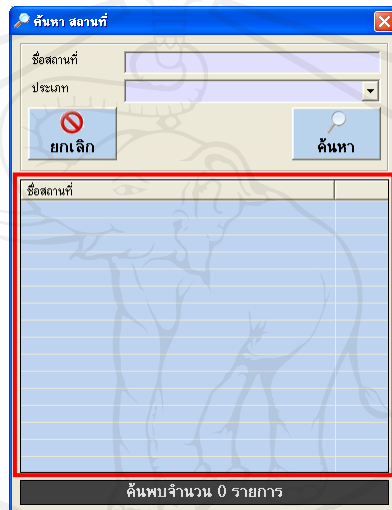 ค้นหา สถานที่
ชื่อสถานที่
ประเภท
ยกเลิก
ค้นหา
ชื่อสถานที่
ค้นพบจำนวน 0 รายการ